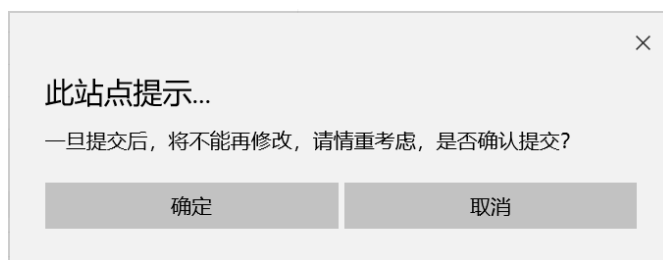 此站点提示...
一旦提交后，将不能再修改，请情重考虑，是否确认提交？
确定
取消